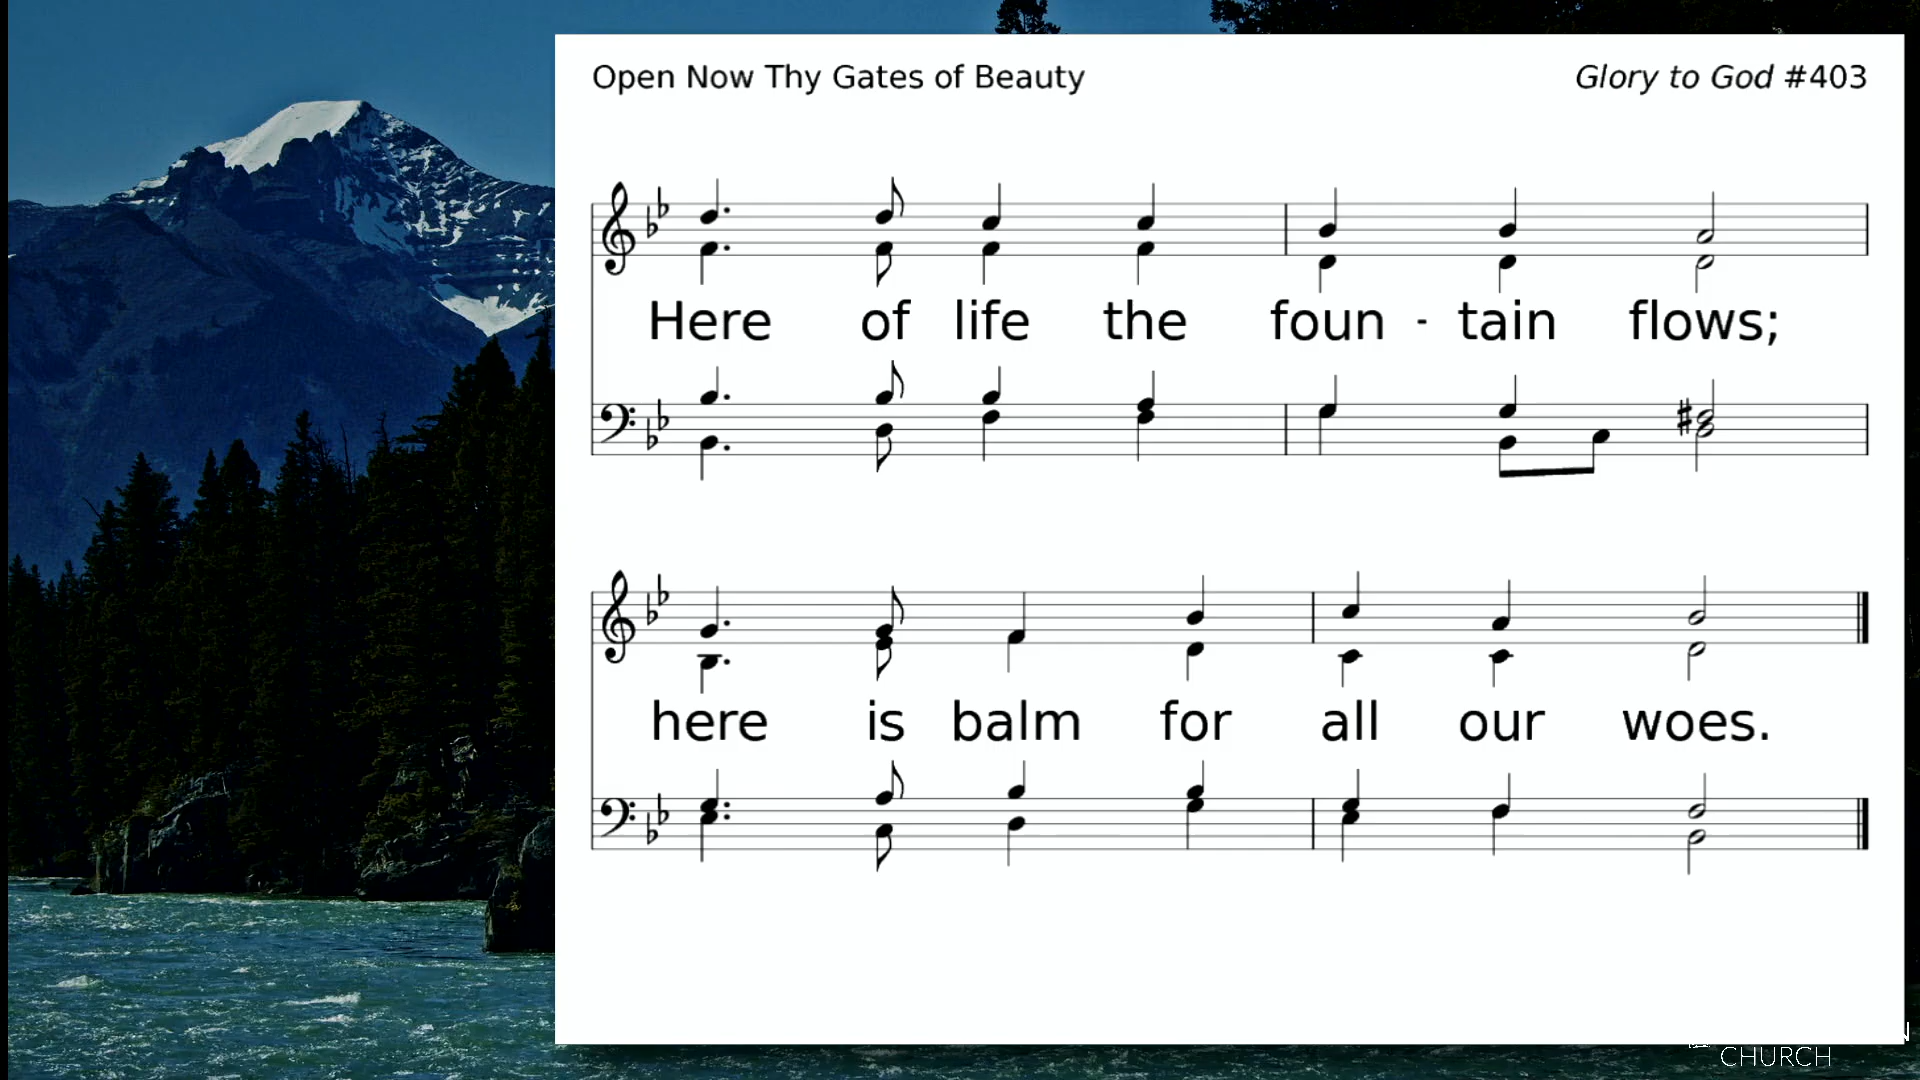 Open Now Thy Gates of Beauty
Glory to God #403
Here of life the foun - tain flows;
here is balm for all our woes.
CHURCH